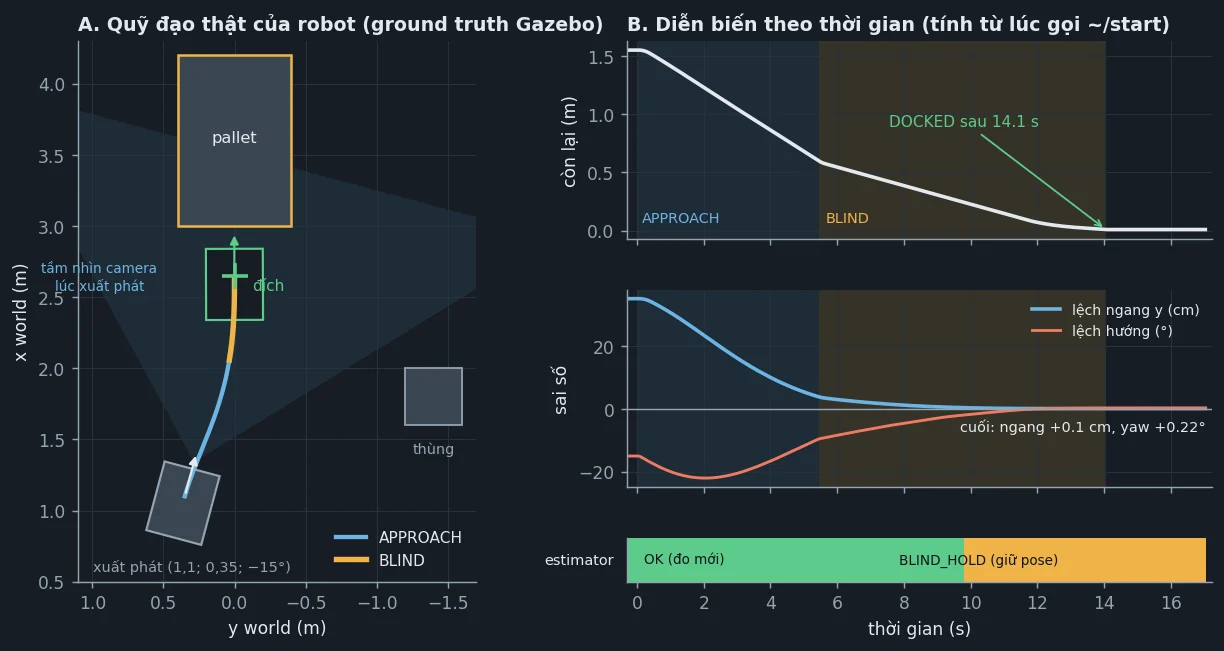 A. Quỹ đạo thật của robot (ground truth Gazebo)
4.0
3.5
3.0
2.5
2.0
1.5
1.0
0.5
x world (m)
pallet
tầm nhìn camera
lúc xuất phát
đích
thùng
xuất phát (1,1; 0,35; −15°)
APPROACH
BLIND
1.0
0.5
0.0
−0.5
−1.0
−1.5
y world (m)
B. Diễn biến theo thời gian (tính từ lúc gọi ~/start)
1.5
1.0
0.5
0.0
còn lại (m)
DOCKED sau 14.1 s
APPROACH
BLIND
20
0
−20
sai số
lệch ngang y (cm)
lệch hướng (°)
cuối: ngang +0.1 cm, yaw +0.22°
estimator
OK (đo mới)
BLIND_HOLD (giữ pose)
0
2
4
6
8
10
12
14
16
thời gian (s)